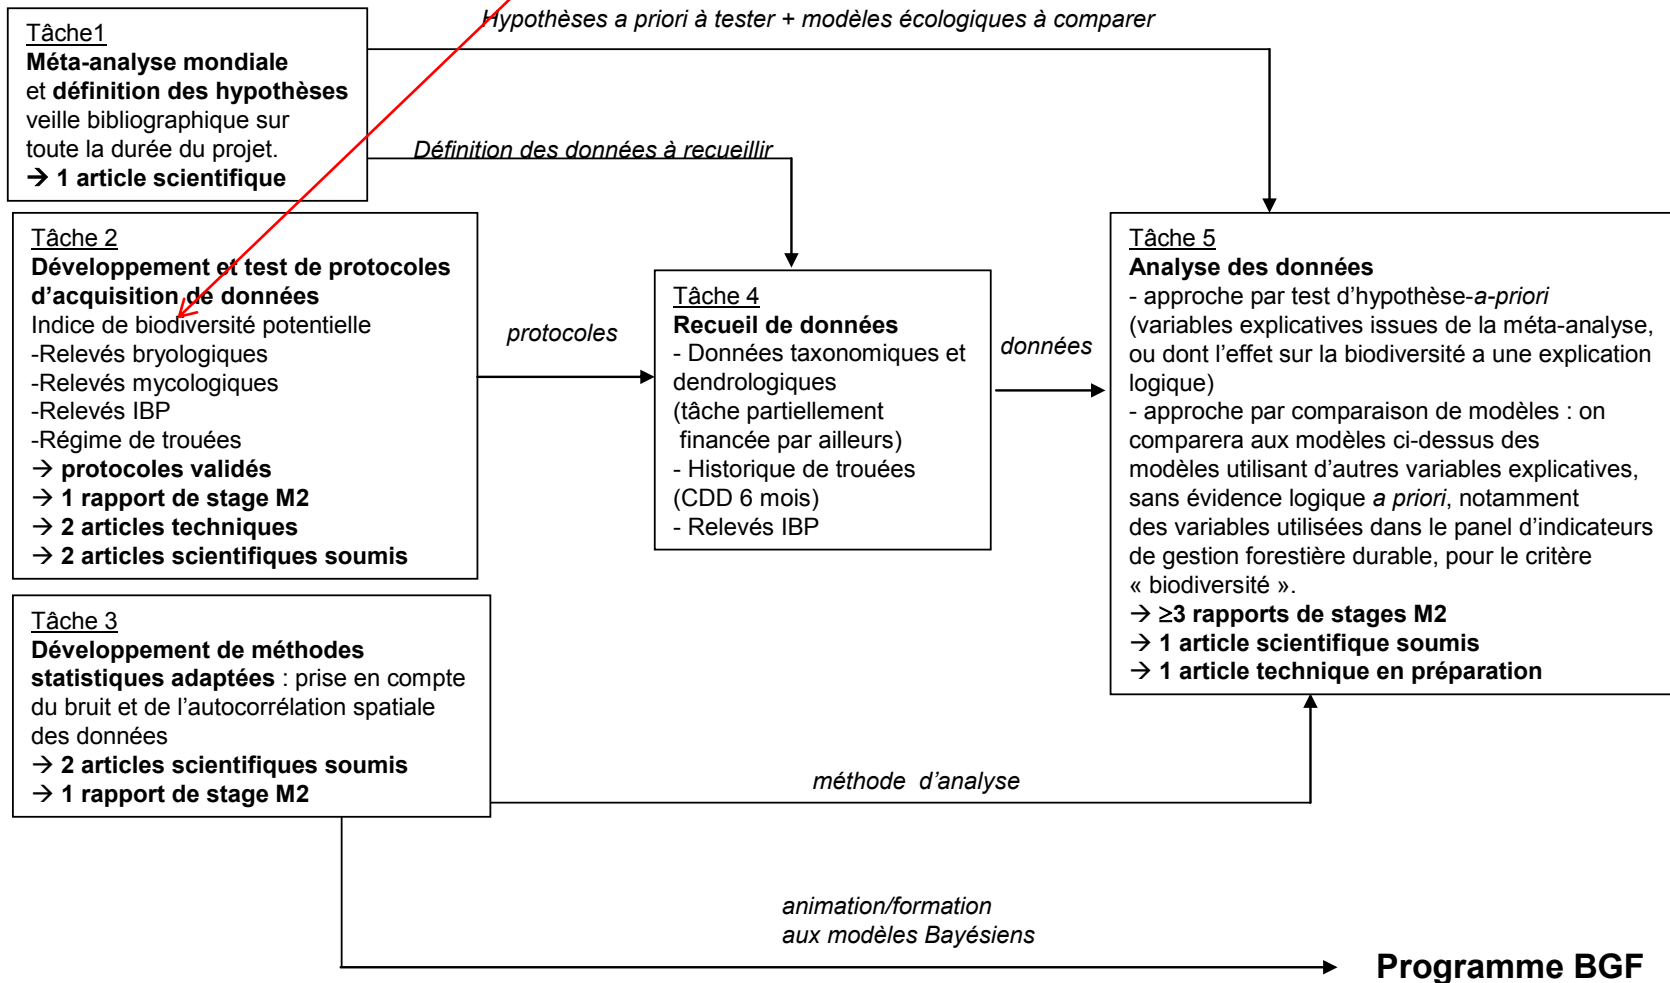 Hypothèses a priori à tester + modèles écologiques à comparer
Tâche1
Méta-analyse mondiale
et définition des hypothèses
veille bibliographique sur
toute la durée du projet.
→ 1 article scientifique
Définition des données à recueillir
Tâche 2
Développement et test de protocoles
d’acquisition de données
Indice de biodiversité potentielle
-Relevés bryologiques
-Relevés mycologiques
-Relevés IBP
-Régime de trouées
→ protocoles validés
→ 1 rapport de stage M2
→ 2 articles techniques
→ 2 articles scientifiques soumis
protocoles
Tâche 4
Recueil de données
- Données taxonomiques et
dendrologiques
(tâche partiellement
financée par ailleurs)
- Historique de trouées
(CDD 6 mois)
- Relevés IBP
données
Tâche 5
Analyse des données
- approche par test d’hypothèse-a-priori
(variables explicatives issues de la méta-analyse,
ou dont l’effet sur la biodiversité a une explication
logique)
- approche par comparaison de modèles : on
comparera aux modèles ci-dessus des
modèles utilisant d’autres variables explicatives,
sans évidence logique a priori, notamment
des variables utilisées dans le panel d’indicateurs
de gestion forestière durable, pour le critère
« biodiversité ».
→ ≥3 rapports de stages M2
→ 1 article scientifique soumis
→ 1 article technique en préparation
Tâche 3
Développement de méthodes
statistiques adaptées : prise en compte
du bruit et de l’autocorrélation spatiale
des données
→ 2 articles scientifiques soumis
→ 1 rapport de stage M2
méthode d’analyse
animation/formation
aux modèles Bayésiens
Programme BGF